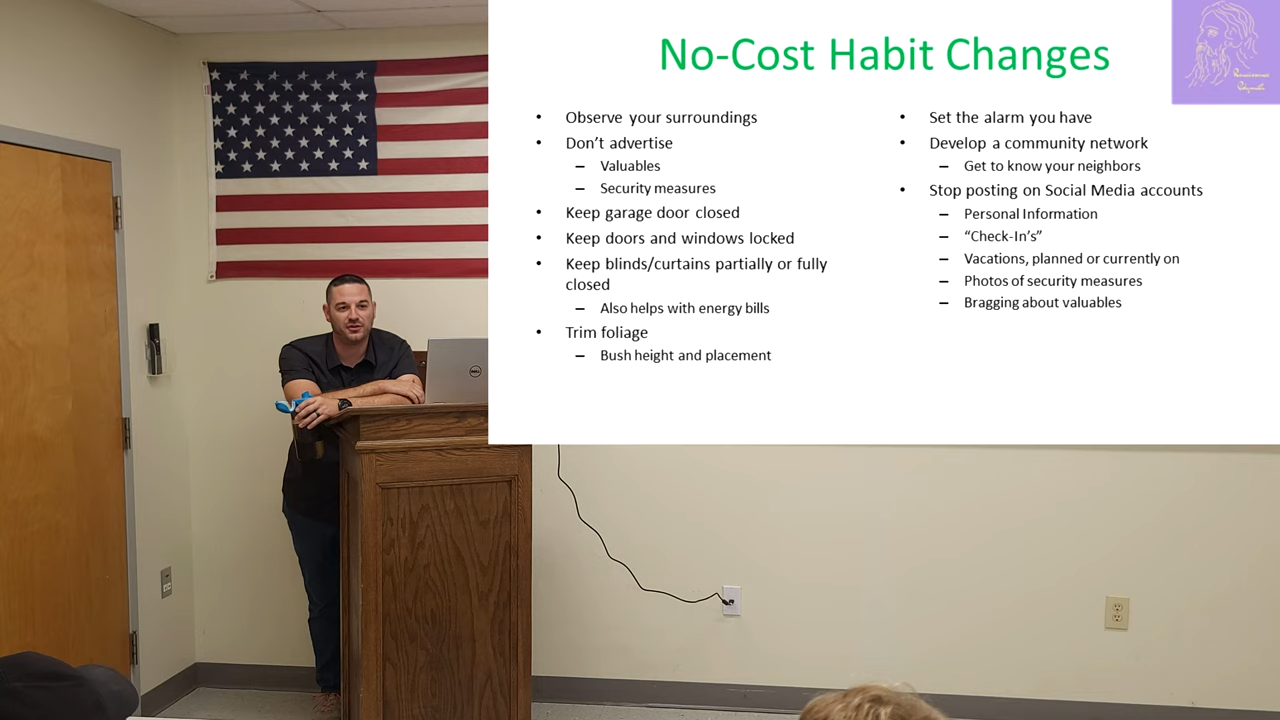 No-Cost Habit Changes
• Observe your surroundings
• Don't advertise
– Valuables
– Security measures
• Keep garage door closed
• Keep doors and windows locked
• Keep blinds/curtains partially or fully
closed
– Also helps with energy bills
• Trim foliage
– Bush height and placement
• Set the alarm you have
• Develop a community network
– Get to know your neighbors
• Stop posting on Social Media accounts
– Personal Information
– “Check-In’s”
– Vacations, planned or currently on
– Photos of security measures
– Bragging about valuables
DELL